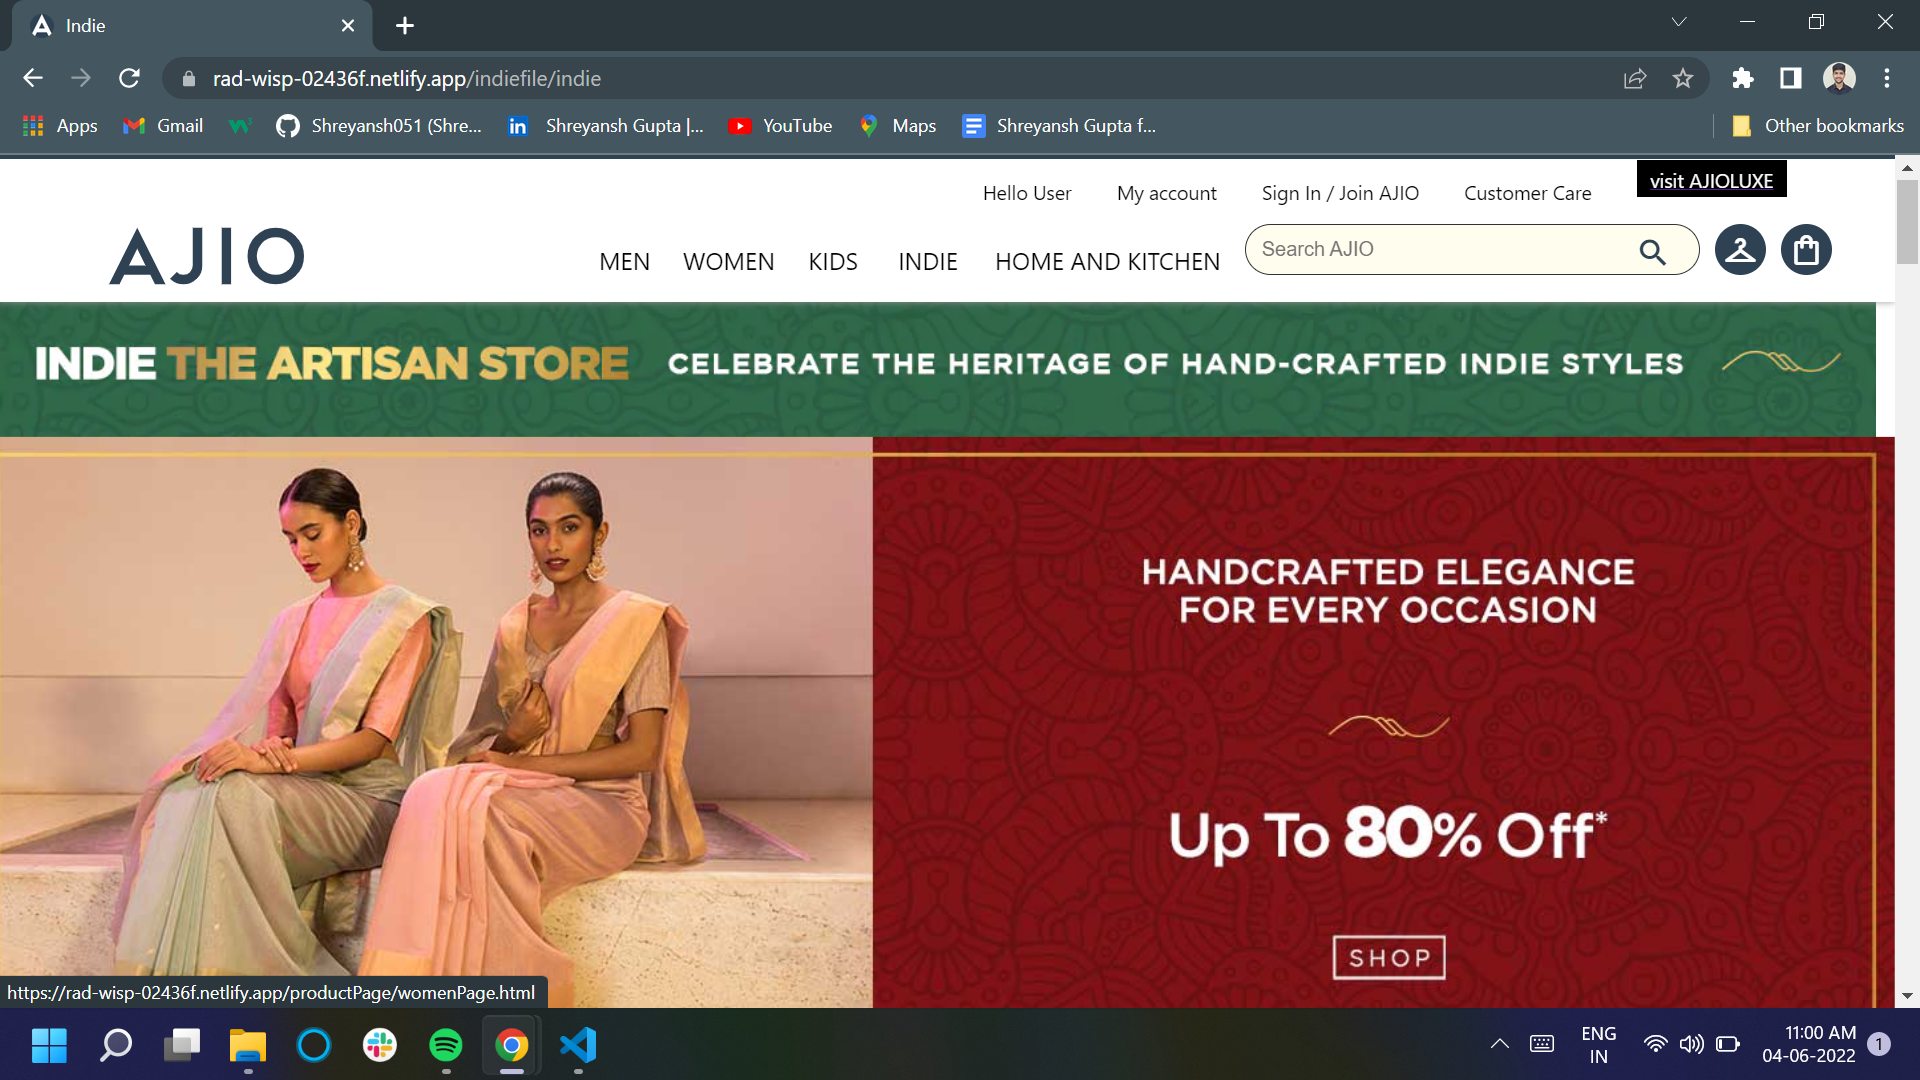 Indie
rad-wisp-02436f.netlify.app/indiefile/indie
Apps
Gmail
Shreyansh051 (Shre...
Shreyansh Gupta |...
YouTube
Maps
Shreyansh Gupta f...
Other bookmarks
Hello User
My account
Sign In / Join AJIO
Customer Care
visit AJIOLUXE
AJIO
MEN
WOMEN
KIDS
INDIE
HOME AND KITCHEN
Search AJIO
INDIE THE ARTISAN STORE
CELEBRATE THE HERITAGE OF HAND-CRAFTED INDIE STYLES
HANDCRAFTED ELEGANCE
FOR EVERY OCCASION
Up To 80% Off*
SHOP
https://rad-wisp-02436f.netlify.app/productPage/womenPage.html
ENG
IN
11:00 AM
04-06-2022
1